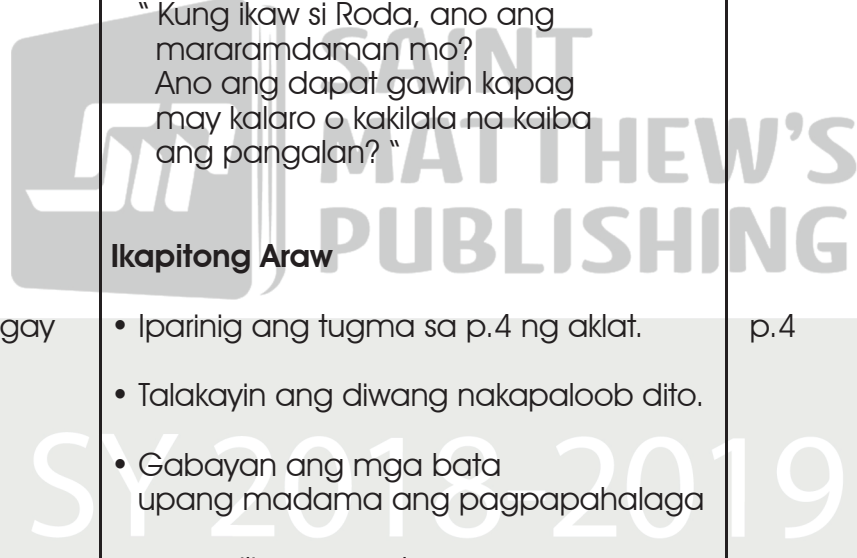 “ Kung ikaw si Roda, ano ang
mararamdaman mo?
Ano ang dapat gawin kapag
may kalaro o kakilala na kaiba
ang pangalan? “
SAINT
MATTHEW'S
PUBLISHING
Ikapitong Araw
gay
• Iparinig ang tugma sa p.4 ng aklat.
p.4
• Talakayin ang diwang nakapaloob dito.
• Gabayan ang mga bata
upang madama ang pagpapahalaga
SY 2018-2019